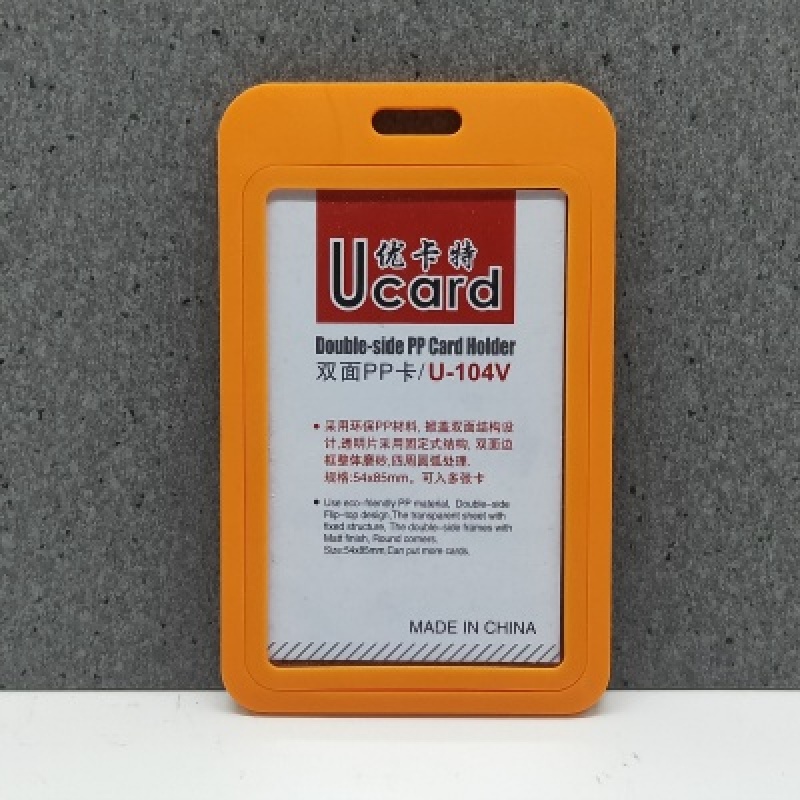 优卡特
Ucard
Double-side PP Card Holder
双面PP卡/U-104V
• 采用环保PP材料, 掀盖双面结构设
计,透明片采用固定式结构, 双面边
框整体磨砂,四周圆弧处理.
规格:54x85mm, 可入多张卡
• Use eco-friendly PP material, Double-side
Flip-top design,The transparent sheet with
fixed structure, The double-side frames with
Matt finish, Round corners.
Size:54x85mm,Can put more cards.
MADE IN CHINA